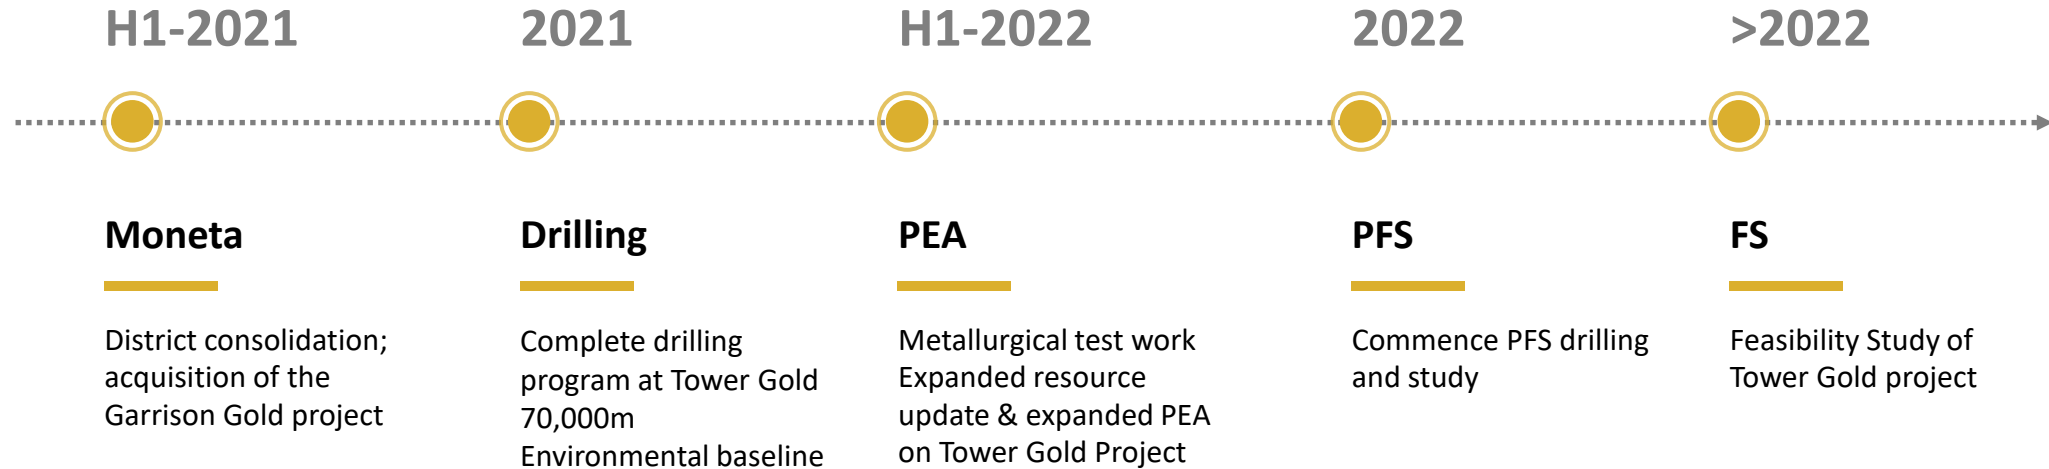 H1-2021
2021
H1-2022
2022
>2022
Moneta
District consolidation;
acquisition of the
Garrison Gold project
Drilling
Complete drilling
program at Tower Gold
70,000m
Environmental baseline
PEA
Metallurgical test work
Expanded resource
update & expanded PEA
on Tower Gold Project
PFS
Commence PFS drilling
and study
FS
Feasibility Study of
Tower Gold project